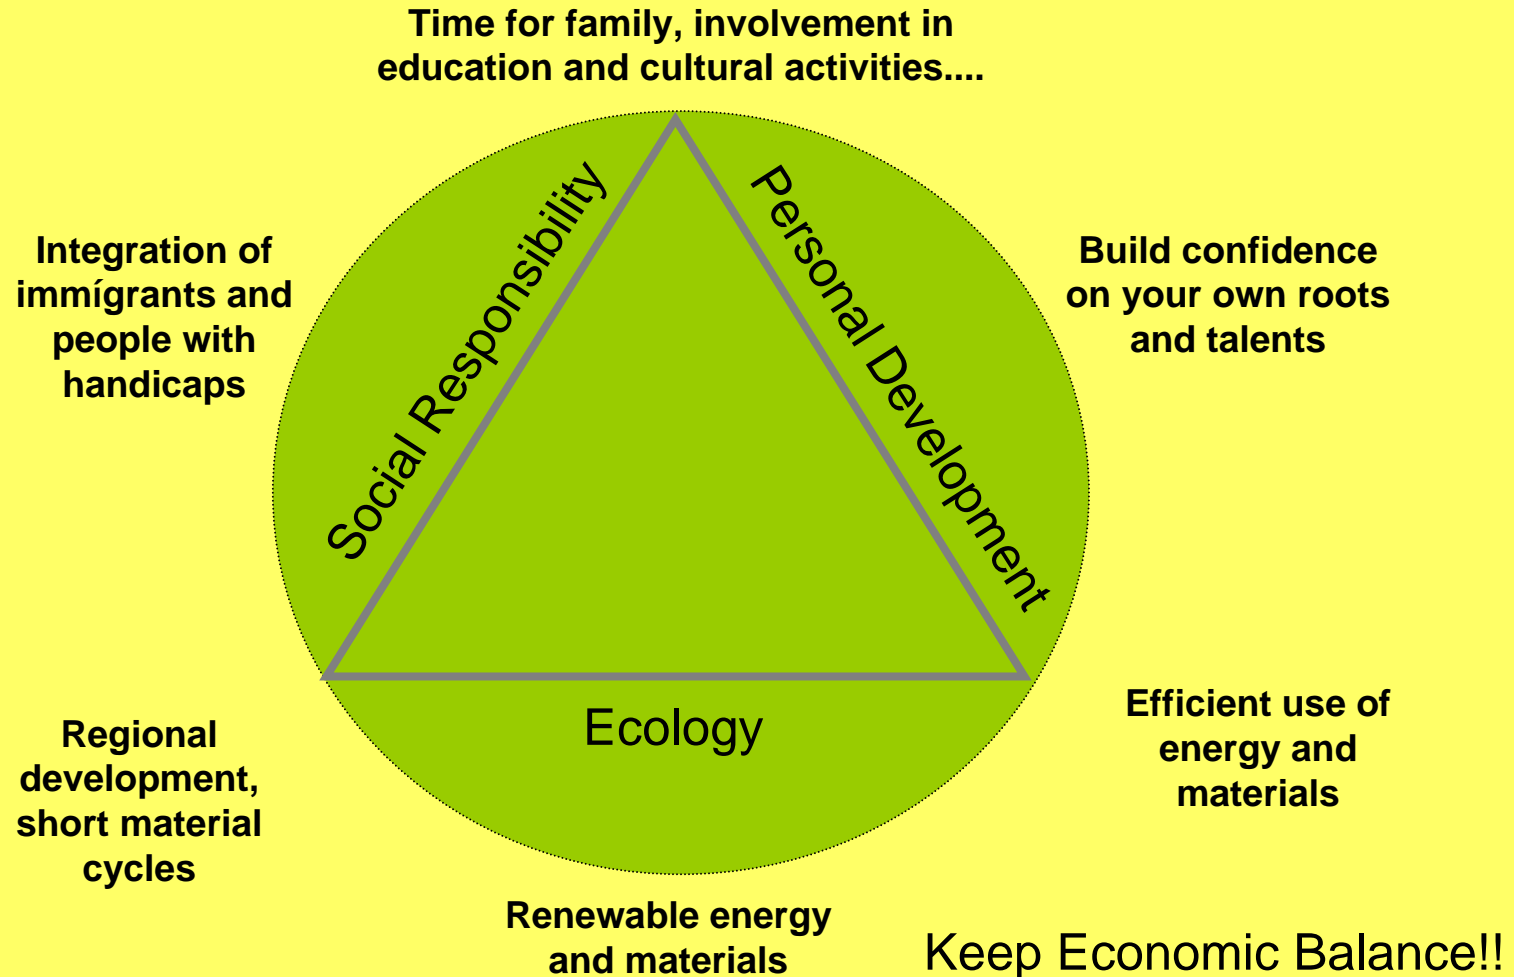 Time for family, involvement in
education and cultural activities....
Social Responsibility
Personal Development
Integration of
immígrants and
people with
handicaps
Build confidence
on your own roots
and talents
Ecology
Regional
development,
short material
cycles
Efficient use of
energy and
materials
Renewable energy
and materials
Keep Economic Balance!!